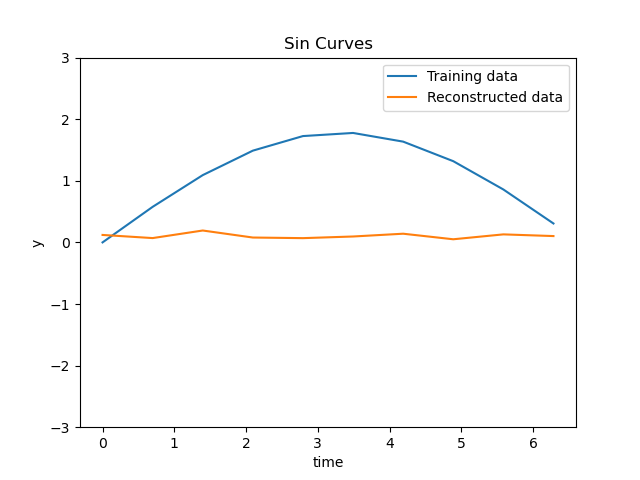 Sin Curves
Training data
Reconstructed data
3
2
1
0
−1
−2
−3
y
0 1 2 3 4 5 6
time